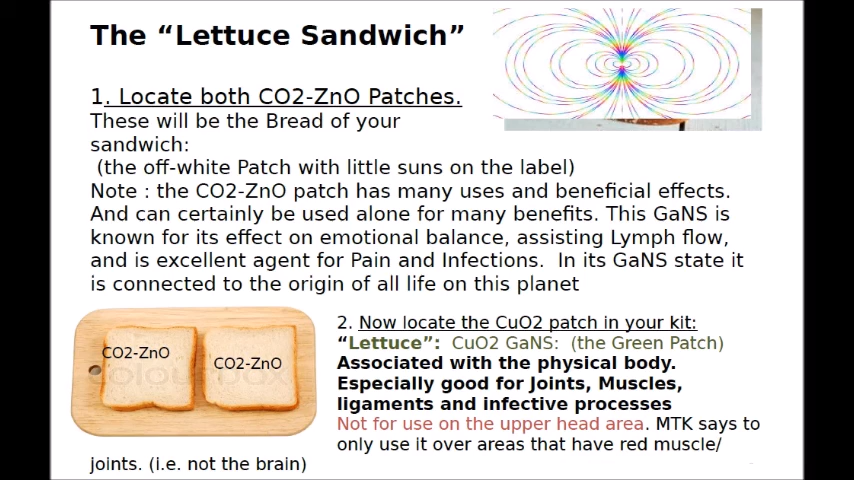 The “Lettuce Sandwich”
1. Locate both CO2-ZnO Patches.
These will be the Bread of your
sandwich:
(the off-white Patch with little suns on the label)
Note : the CO2-ZnO patch has many uses and beneficial effects.
And can certainly be used alone for many benefits. This GaNS is
known for its effect on emotional balance, assisting Lymph flow,
and is excellent agent for Pain and Infections.  In its GaNS state it
is connected to the origin of all life on this planet
CO2-ZnO
CO2-ZnO
2. Now locate the CuO2 patch in your kit:
“Lettuce”:  CuO2 GaNS:  (the Green Patch)
Associated with the physical body.
Especially good for Joints, Muscles,
ligaments and infective processes
Not for use on the upper head area. MTK says to
only use it over areas that have red muscle/
joints. (i.e. not the brain)